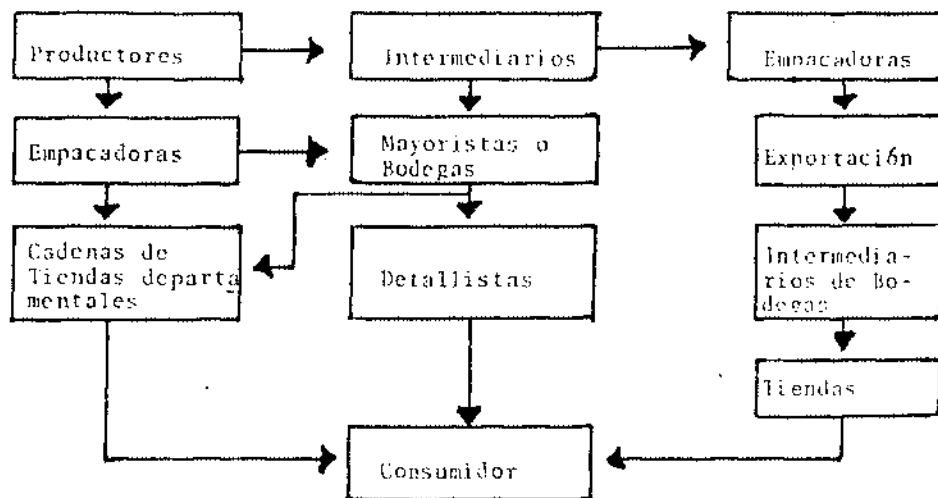 Productores
Intermediarios
Empacadoras
Empacadoras
Mayoristas o
Bodegas
Exportación
Cadenas de
Tiendas departa
mentales
Detallistas
Intermedia-
rios de Bo-
degas
Tiendas
Consumidor